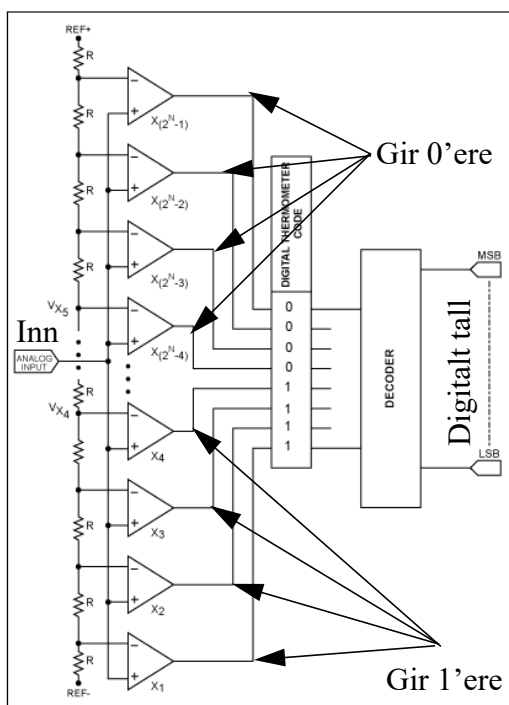 REF+
R
−
+
X(2^N-1)
R
−
+
X(2^N-2)
Gir 0'ere
R
−
+
X(2^N-3)
DIGITAL THERMOMETER
CODE
R
VX5
−
+
X(2^N-4)
Inn
ANALOG
INPUT
R
VX4
−
+
X4
R
−
+
X3
R
−
+
X2
R
−
+
X1
R
REF-
0
0
0
0
1
1
1
1
DECODER
MSB
Digitalt tall
LSB
Gir 1'ere